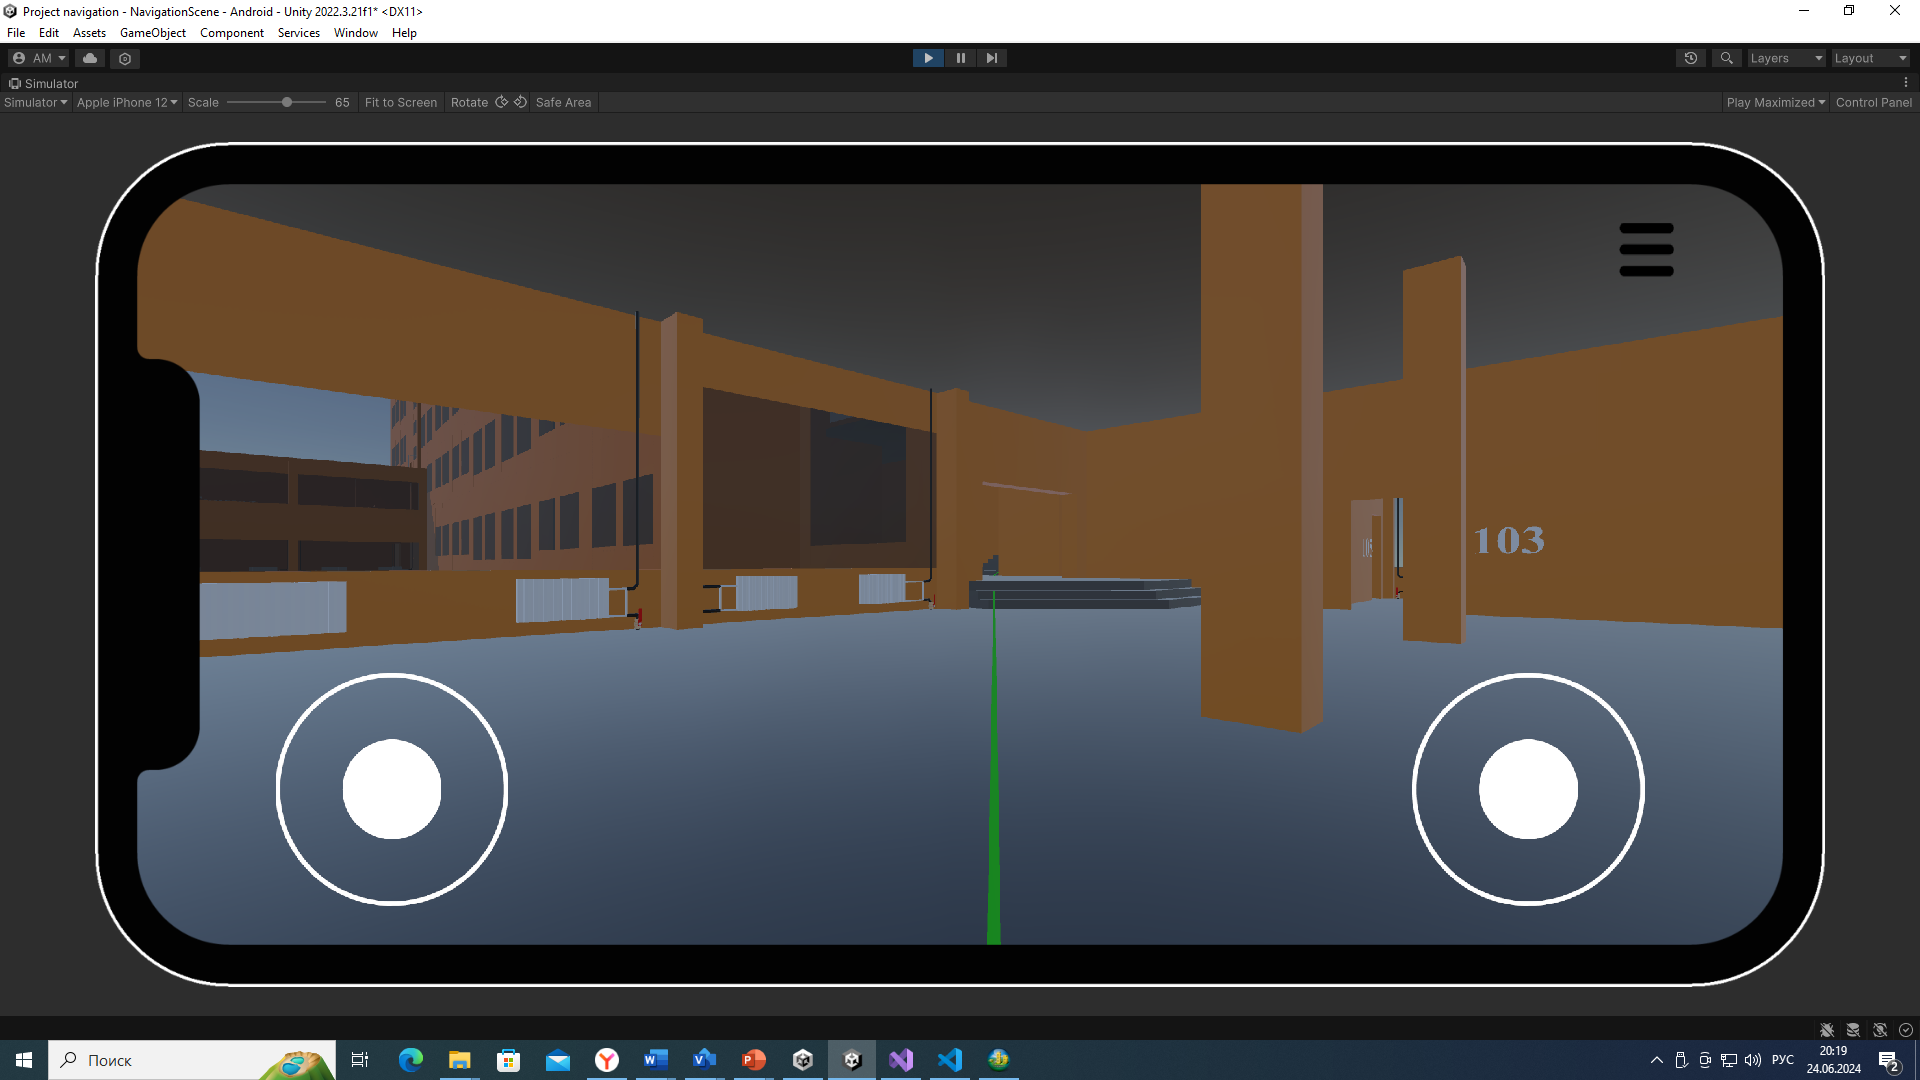 Project navigation - NavigationScene - Android - Unity 2022.3.21f1* <DX11>
File Edit Assets GameObject Component Services Window Help
AM Layers Layout
Simulator
Simulator Apple iPhone 12 Scale 65 Fit to Screen Rotate Safe Area Play Maximized Control Panel
103
Поиск
РУС
20:19
24.06.2024
2